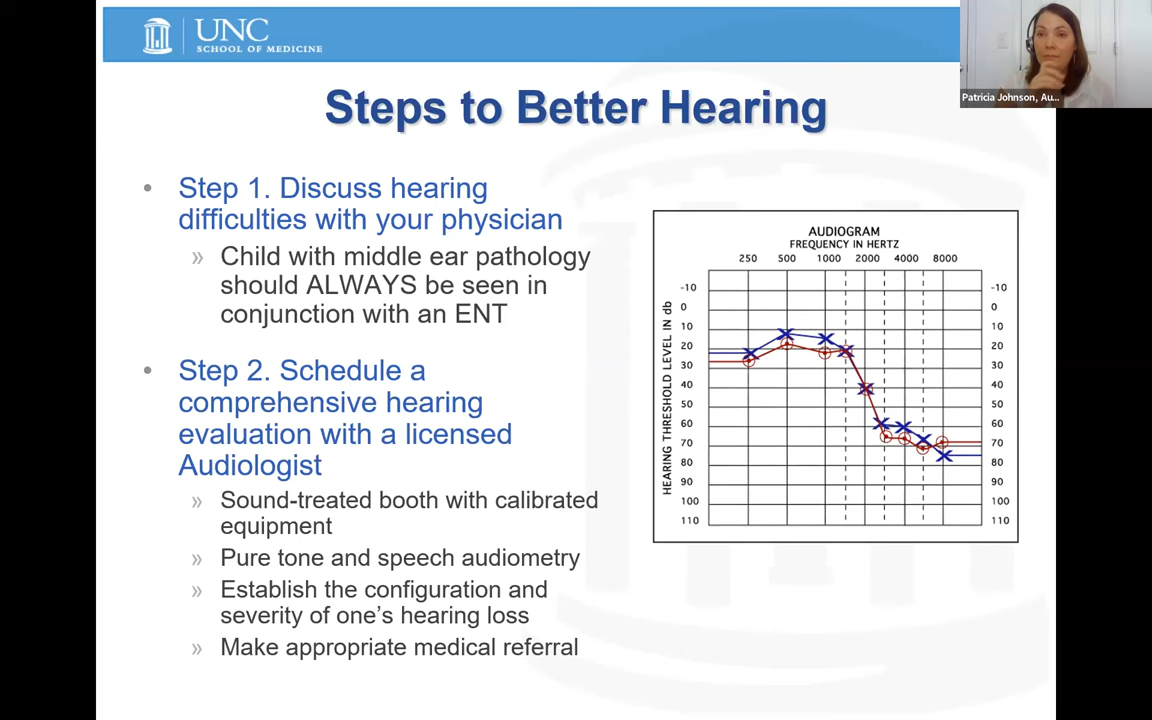 UNC
SCHOOL OF MEDICINE
Patricia Johnson, Au...
Steps to Better Hearing
• Step 1. Discuss hearing
difficulties with your physician
» Child with middle ear pathology
should ALWAYS be seen in
conjunction with an ENT
• Step 2. Schedule a
comprehensive hearing
evaluation with a licensed
Audiologist
» Sound-treated booth with calibrated
equipment
» Pure tone and speech audiometry
» Establish the configuration and
severity of one's hearing loss
» Make appropriate medical referral
AUDIOGRAM
FREQUENCY IN HERTZ
250 500 1000 2000 4000 8000
HEARING THRESHOLD LEVEL IN db
-10 -10
0 0
10 10
20 20
30 30
40 40
50 50
60 60
70 70
80 80
90 90
100 100
110 110